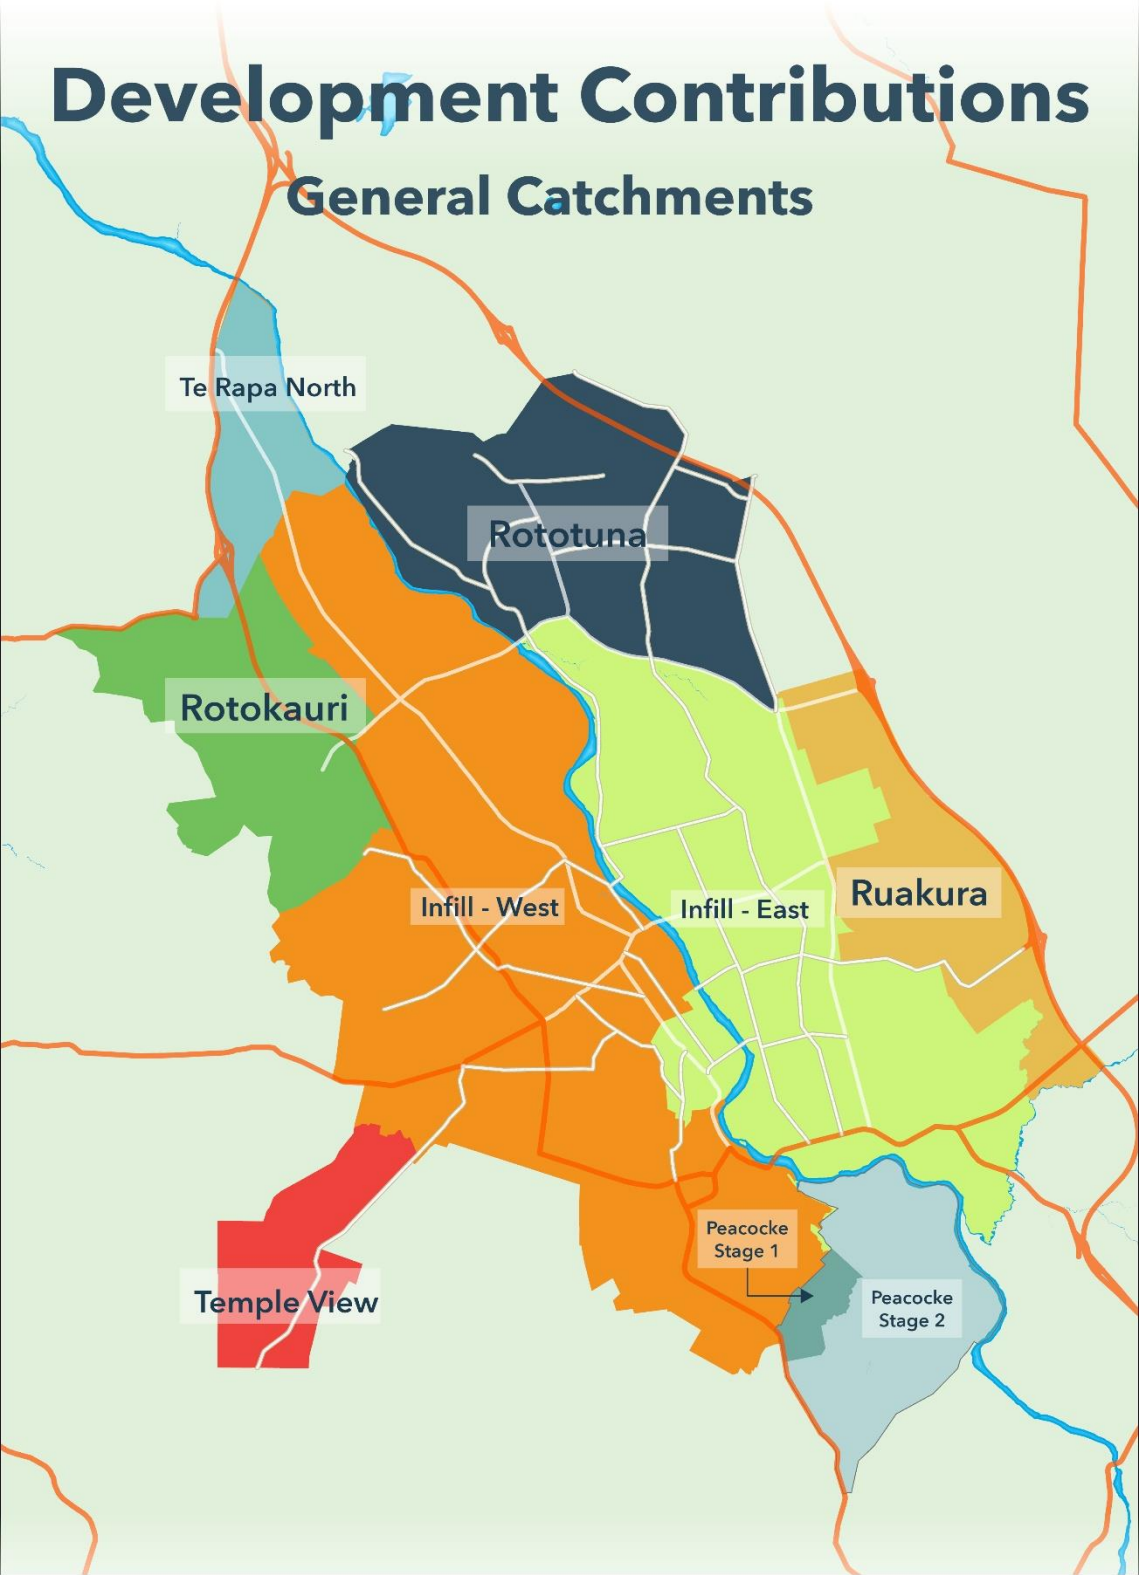 Development Contributions
General Catchments
Te Rapa North
Rototuna
Rotokauri
Ruakura
Infill - West
Infill - East
Peacocke
Stage 1
Peacocke
Stage 2
Temple View